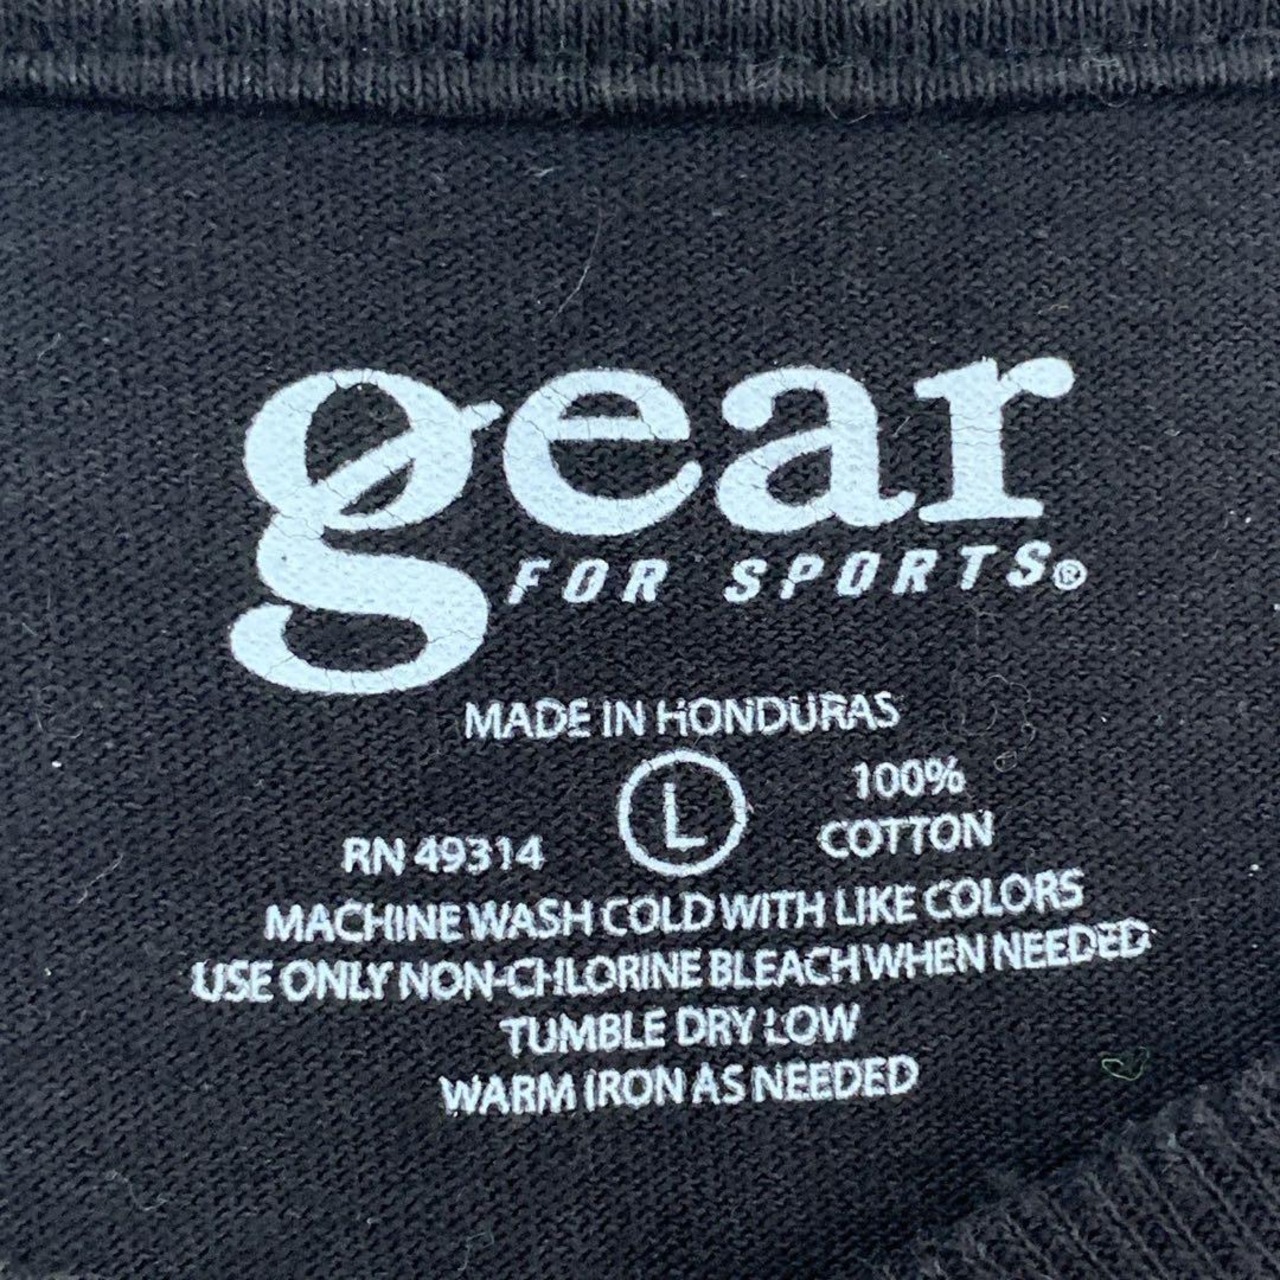 gear
FOR SPORTS®
MADE IN HONDURAS
RN 49314 L 100%
COTTON
MACHINE WASH COLD WITH LIKE COLORS
USE ONLY NON-CHLORINE BLEACH WHEN NEEDED
TUMBLE DRY LOW
WARM IRON AS NEEDED